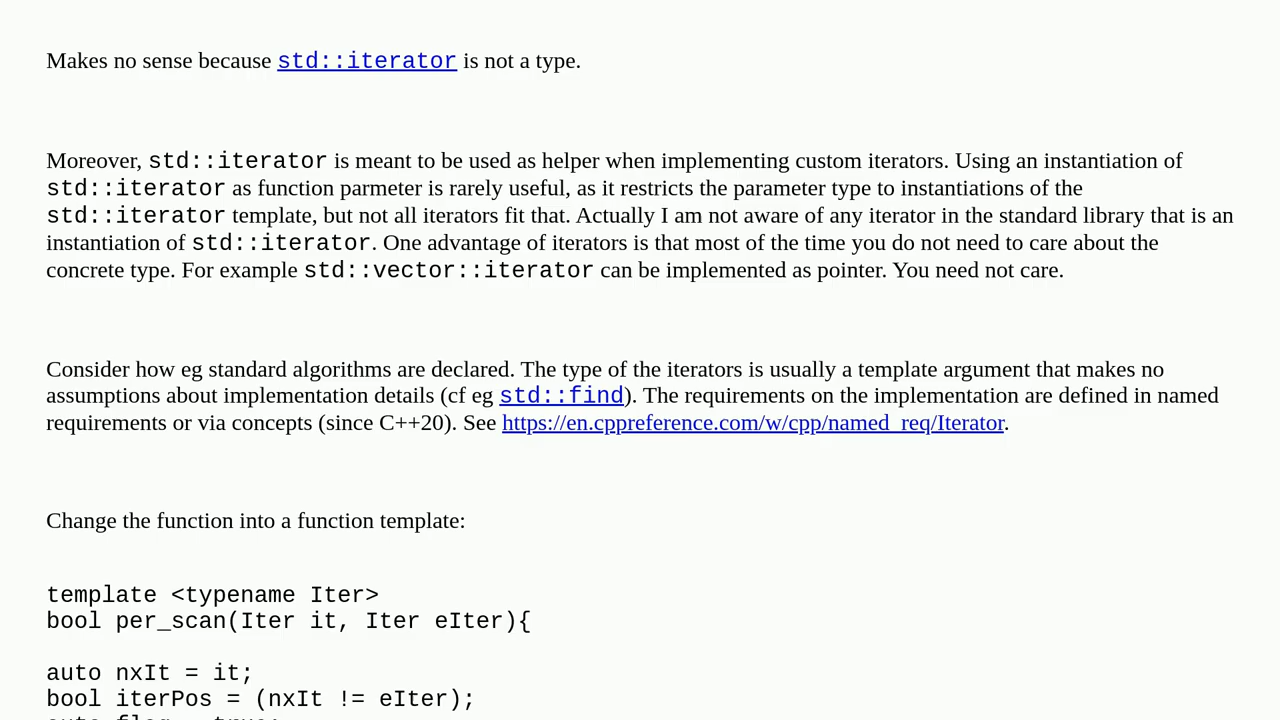 Makes no sense because std::iterator is not a type.
Moreover, std::iterator is meant to be used as helper when implementing custom iterators. Using an instantiation of
std::iterator as function parmeter is rarely useful, as it restricts the parameter type to instantiations of the
std::iterator template, but not all iterators fit that. Actually I am not aware of any iterator in the standard library that is an
instantiation of std::iterator. One advantage of iterators is that most of the time you do not need to care about the
concrete type. For example std::vector::iterator can be implemented as pointer. You need not care.
Consider how eg standard algorithms are declared. The type of the iterators is usually a template argument that makes no
assumptions about implementation details (cf eg std::find). The requirements on the implementation are defined in named
requirements or via concepts (since C++20). See https://en.cppreference.com/w/cpp/named_req/Iterator.
Change the function into a function template:
template <typename Iter>
bool per_scan(Iter it, Iter eIter){
auto nxIt = it;
bool iterPos = (nxIt != eIter);
auto flag = true;